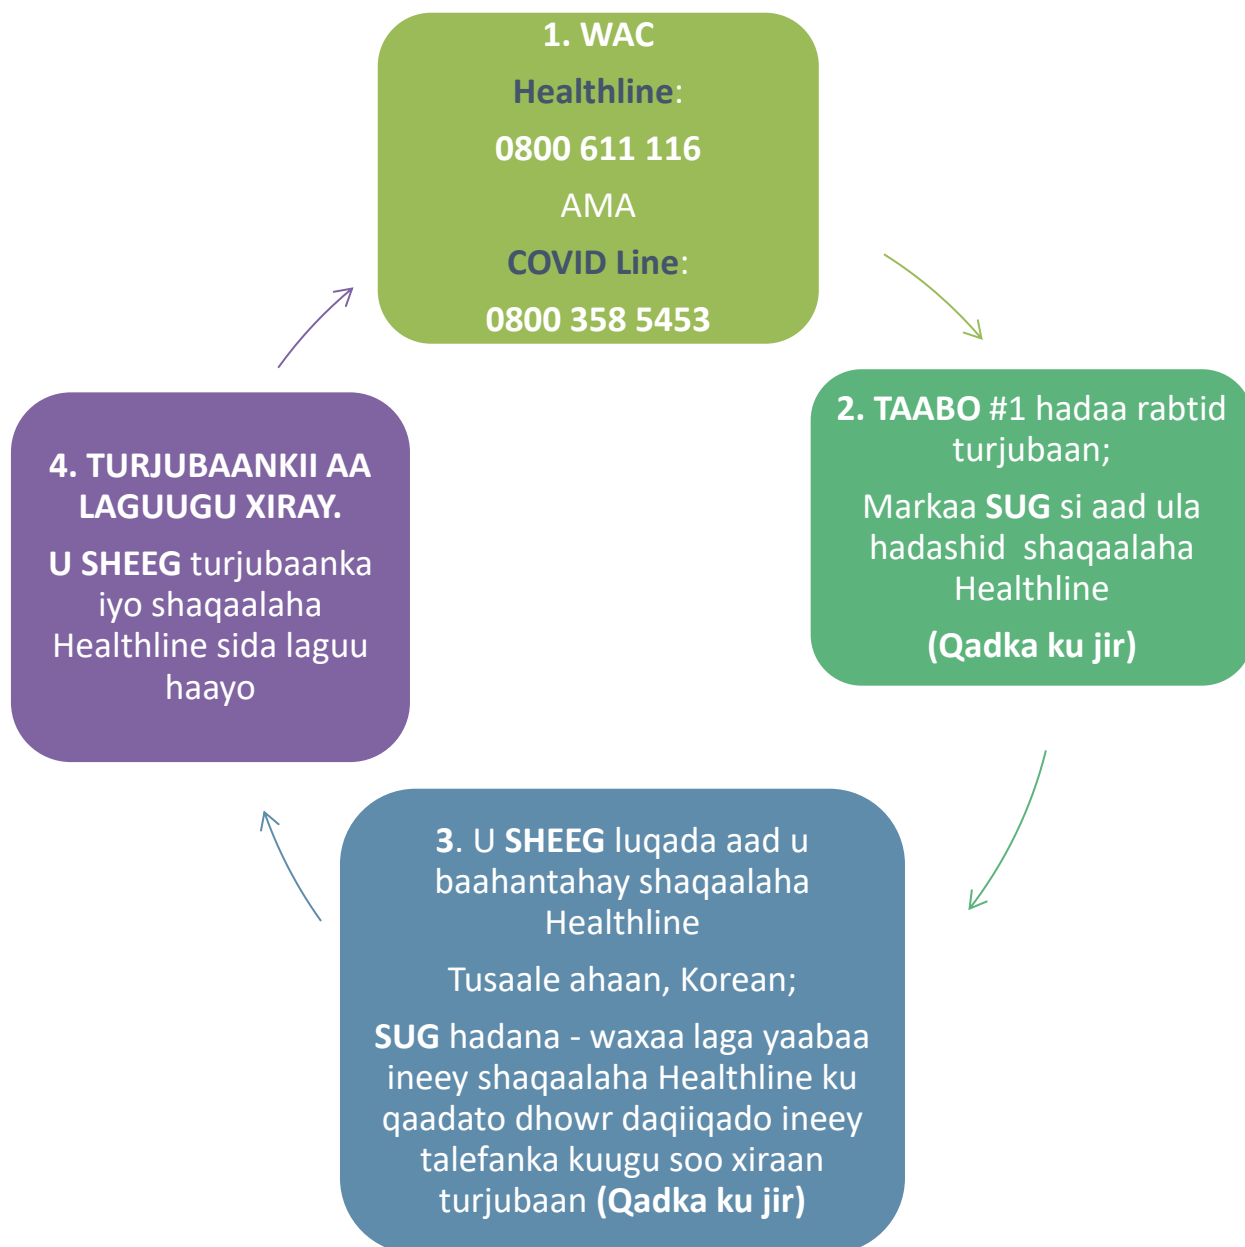 1. WAC
Healthline:
0800 611 116
AMA
COVID Line:
0800 358 5453
2. TAABO #1 hadaa rabtid
turjubaan;
Markaa SUG si aad ula
hadashid shaqaalaha
Healthline
(Qadka ku jir)
3. U SHEEG luqada aad u
baahantahay shaqaalaha
Healthline
Tusaale ahaan, Korean;
SUG hadana - waxaa laga yaabaa
ineey shaqaalaha Healthline ku
qaadato dhowr daqiiqado ineey
talefanka kuugu soo xiraan
turjubaan (Qadka ku jir)
4. TURJUBAANKII AA
LAGUUGU XIRAY.
U SHEEG turjubaanka
iyo shaqaalaha
Healthline sida laguu
haayo